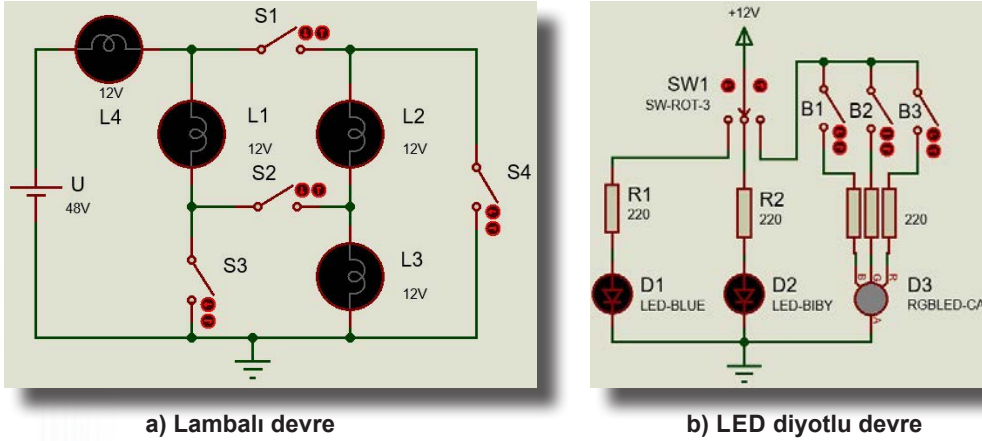 S1
12V
L4
L1
12V
L2
12V
S2
S4
U
48V
S3
L3
12V
a) Lambalı devre
+12V
SW1
SW-ROT-3
B1
B2
B3
R1
220
R2
220
220
D1
LED-BLUE
D2
LED-BIBY
B
G
R
A
D3
RGBLED-CA
b) LED diyotlu devre